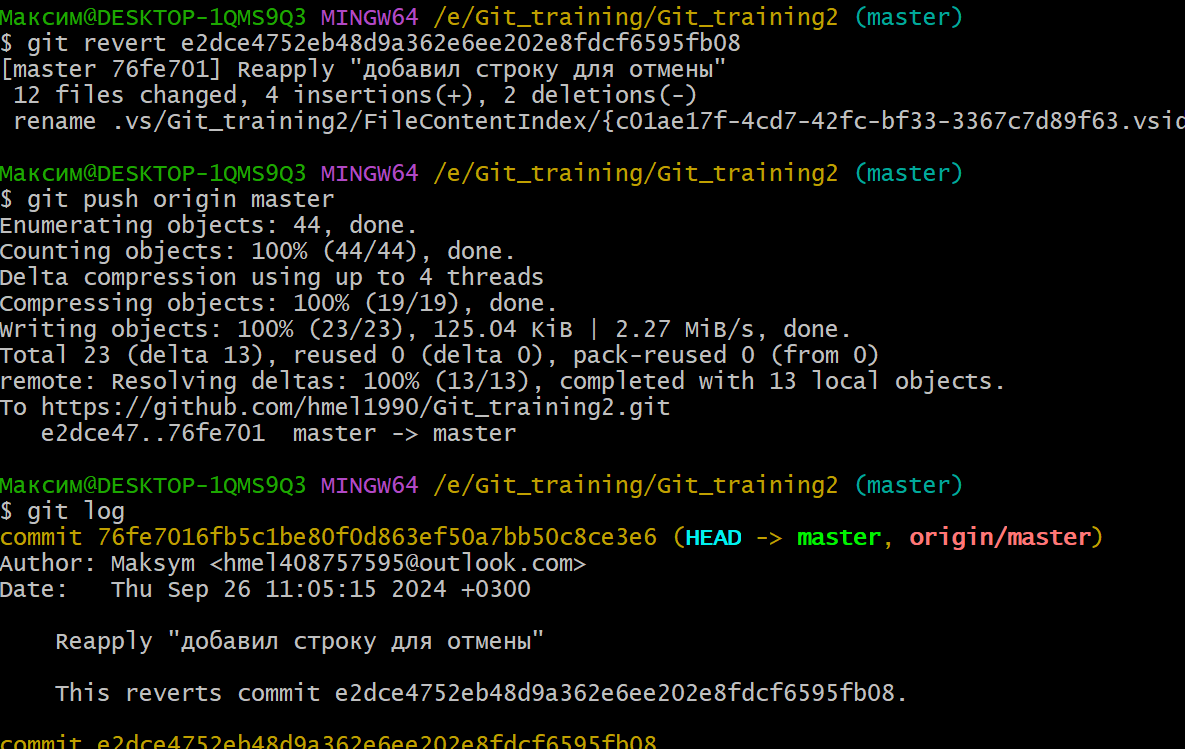 Максим@DESKTOP-1QMS9Q3 MINGW64 /e/Git_training/Git_training2 (master)
$ git revert e2dce4752eb48d9a362e6ee202e8fdcf6595fb08
[master 76fe701] Reapply "добавил строку для отмены"
 12 files changed, 4 insertions(+), 2 deletions(-)
 rename .vs/Git_training2/FileContentIndex/{c01ae17f-4cd7-42fc-bf33-3367c7d89f63.vsid
Максим@DESKTOP-1QMS9Q3 MINGW64 /e/Git_training/Git_training2 (master)
$ git push origin master
Enumerating objects: 44, done.
Counting objects: 100% (44/44), done.
Delta compression using up to 4 threads
Compressing objects: 100% (19/19), done.
Writing objects: 100% (23/23), 125.04 KiB | 2.27 MiB/s, done.
Total 23 (delta 13), reused 0 (delta 0), pack-reused 0 (from 0)
remote: Resolving deltas: 100% (13/13), completed with 13 local objects.
To https://github.com/hmel1990/Git_training2.git
   e2dce47..76fe701  master -> master
Максим@DESKTOP-1QMS9Q3 MINGW64 /e/Git_training/Git_training2 (master)
$ git log
commit 76fe7016fb5c1be80f0d863ef50a7bb50c8ce3e6 (HEAD -> master, origin/master)
Author: Maksym <hmel408757595@outlook.com>
Date:   Thu Sep 26 11:05:15 2024 +0300
    Reapply "добавил строку для отмены"
    This reverts commit e2dce4752eb48d9a362e6ee202e8fdcf6595fb08.
commit e2dce4752eb48d9a362e6ee202e8fdcf6595fb08